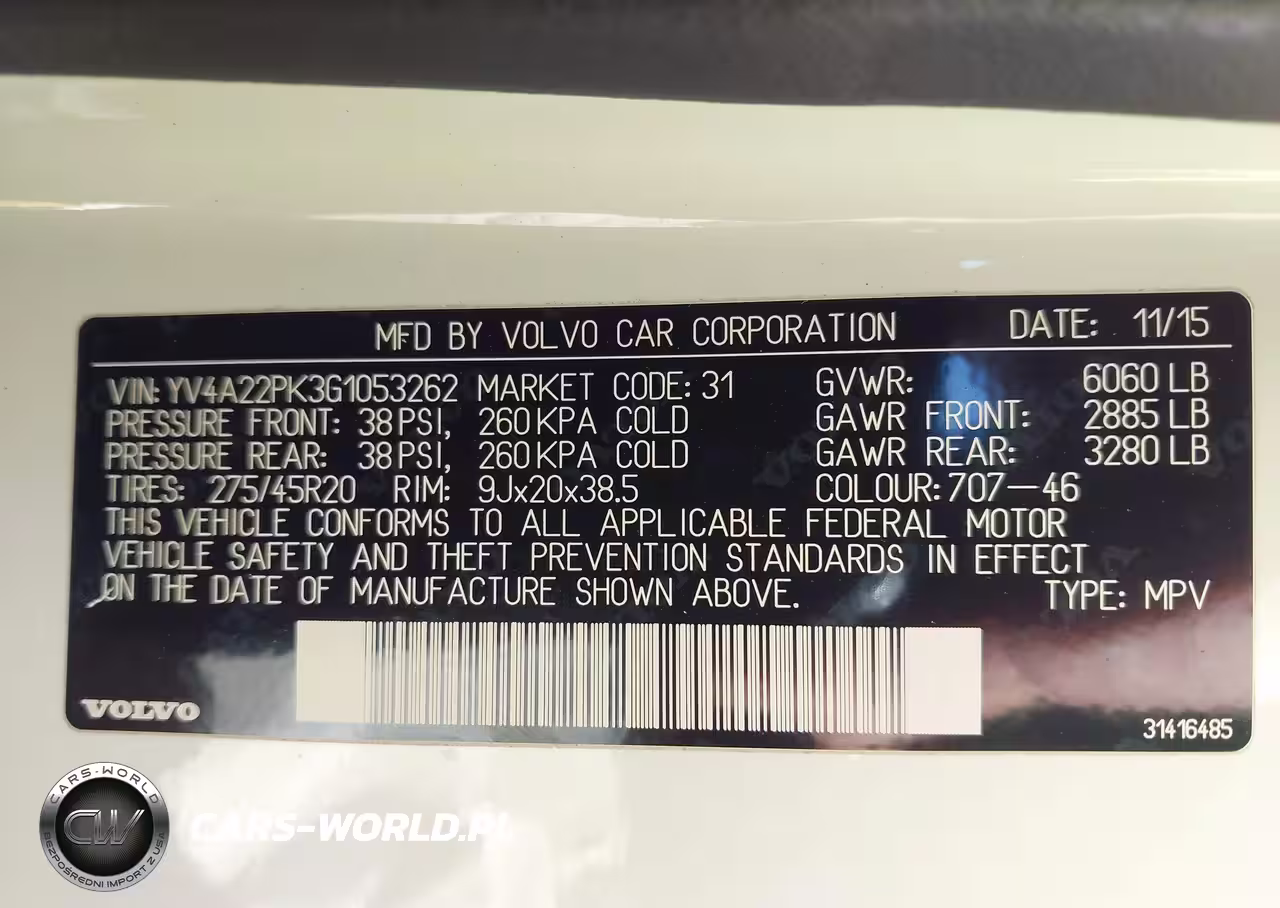 MFD BY VOLVO CAR CORPORATION DATE: 11/15
VIN: YV4A22PK3G1053262 MARKET CODE: 31 GVWR: 6060 LB
PRESSURE FRONT: 38 PSI, 260 KPA COLD GAWR FRONT: 2885 LB
PRESSURE REAR: 38 PSI, 260 KPA COLD GAWR REAR: 3280 LB
TIRES: 275/45R20 RIM: 9Jx20x38.5 COLOUR: 707-46
THIS VEHICLE CONFORMS TO ALL APPLICABLE FEDERAL MOTOR
VEHICLE SAFETY AND THEFT PREVENTION STANDARDS IN EFFECT
ON THE DATE OF MANUFACTURE SHOWN ABOVE. TYPE: MPV
VOLVO
31416485
CARS-WORLD
CW
BEZPOŚREDNI IMPORT Z USA
CARS-WORLD.PL